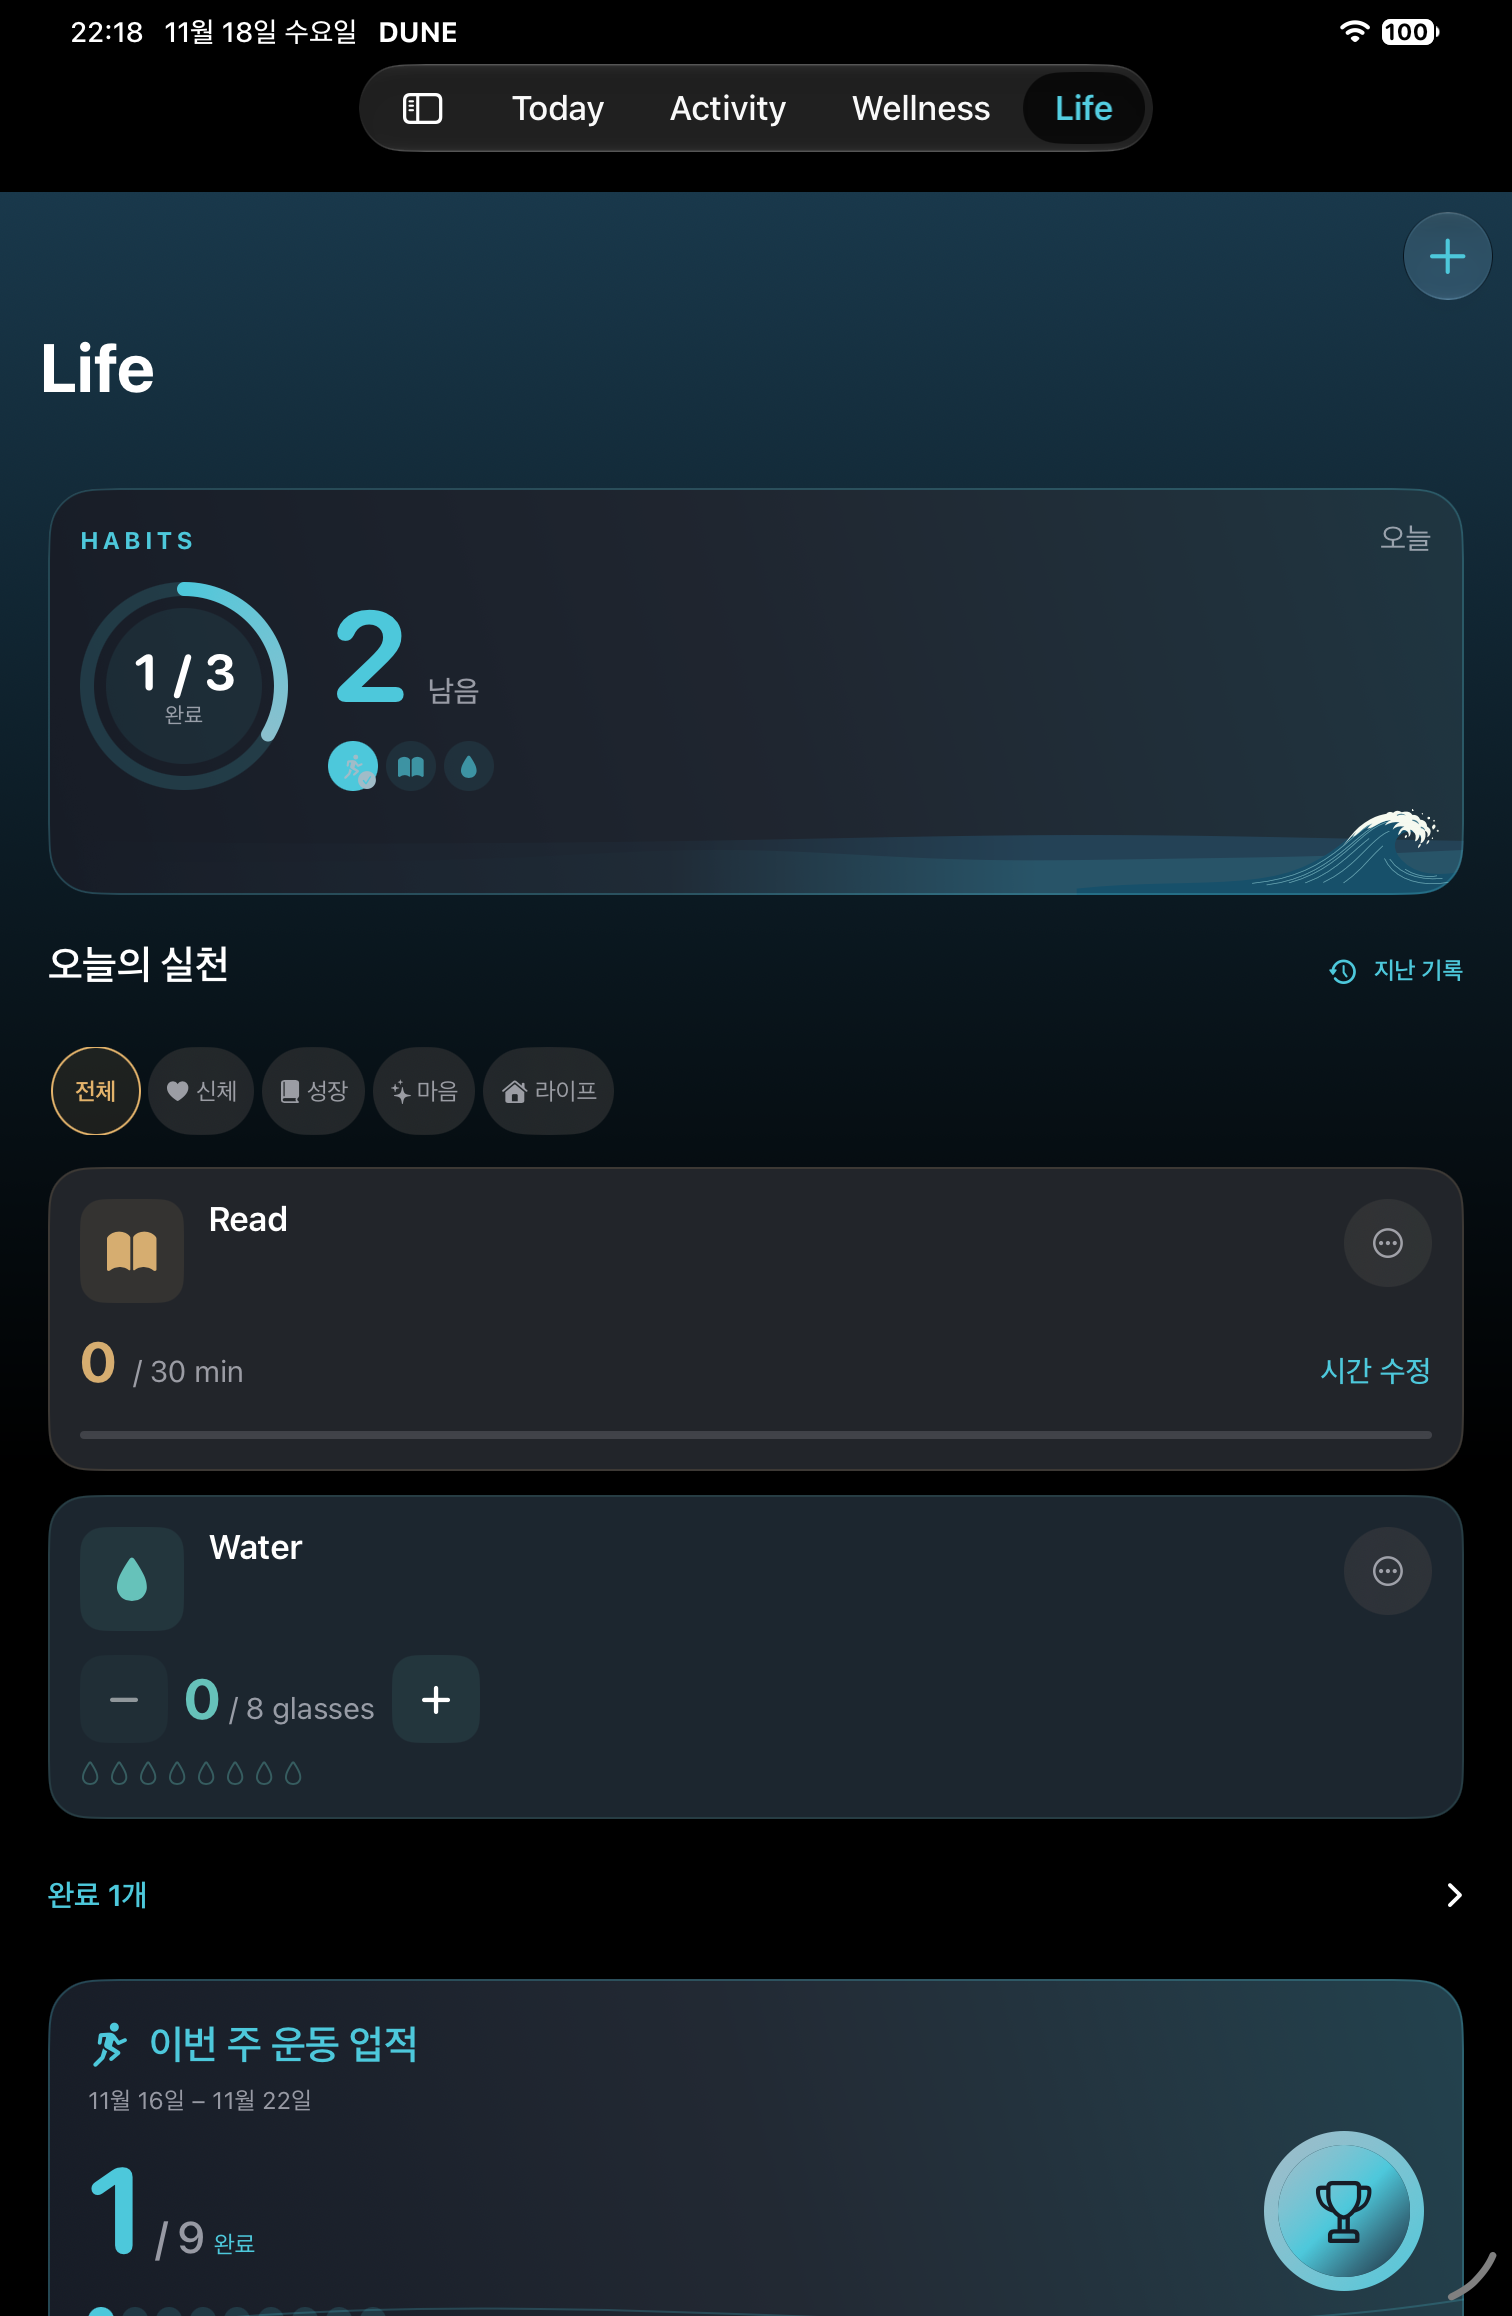 22:18 11월 18일 수요일 DUNE
100
Today Activity Wellness Life
Life
HABITS
오늘
1 / 3
완료
2 남음
오늘의 실천
지난 기록
전체 신체 성장 마음 라이프
Read
0 / 30 min
시간 수정
Water
0 / 8 glasses
완료 1개
이번 주 운동 업적
11월 16일 – 11월 22일
1 / 9 완료